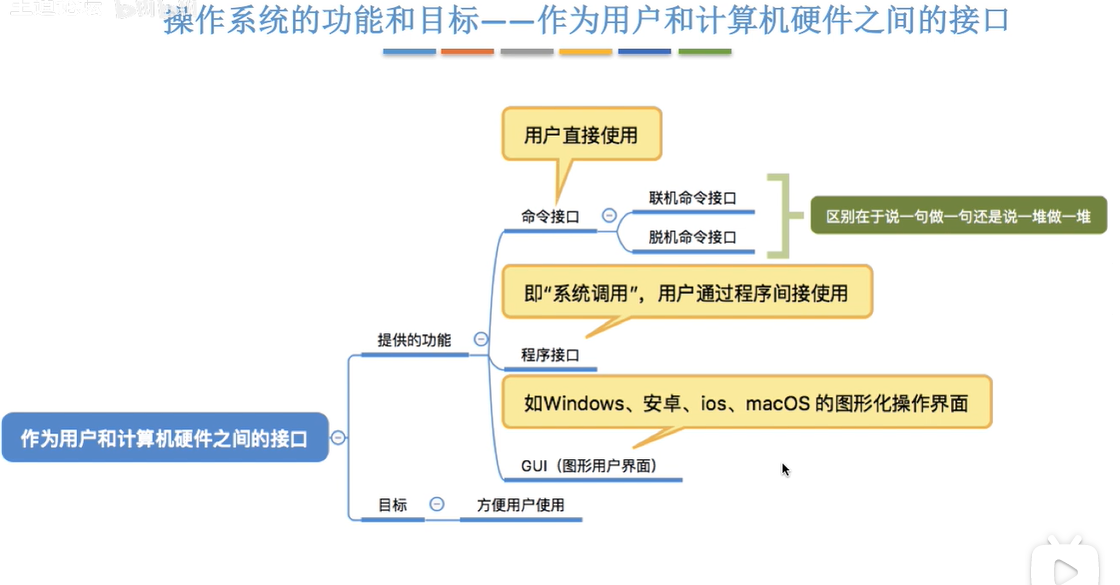 操作系统的功能和目标——作为用户和计算机硬件之间的接口
用户直接使用
命令接口
联机命令接口
脱机命令接口
区别在于说一句做一句还是说一堆做一堆
即“系统调用”，用户通过程序间接使用
提供的功能
程序接口
如Windows、安卓、ios、macOS 的图形化操作界面
作为用户和计算机硬件之间的接口
GUI（图形用户界面）
目标
方便用户使用